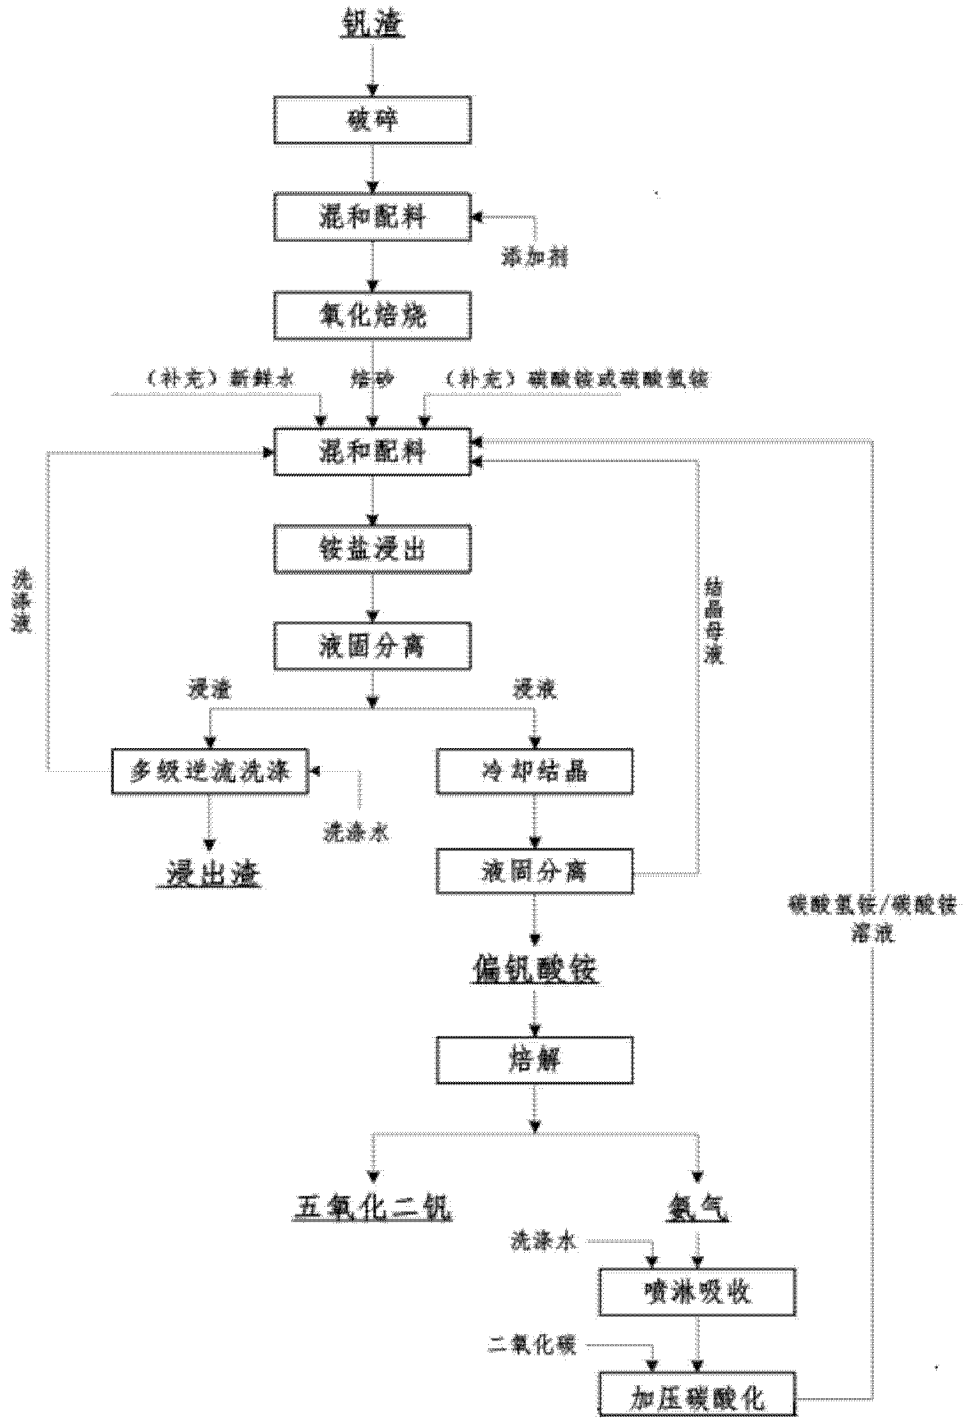 钒渣
破碎
混和配料
添加剂
氧化焙烧
（补充）新鲜水
焙砂
（补充）碳酸铵或碳酸氢铵
混和配料
铵盐浸出
洗涤液
结晶母液
液固分离
浸渣
浸液
多级逆流洗涤
冷却结晶
洗涤水
浸出渣
液固分离
碳酸氢铵/碳酸铵
溶液
偏钒酸铵
焙解
五氧化二钒
氨气
洗涤水
喷淋吸收
二氧化碳
加压碳酸化